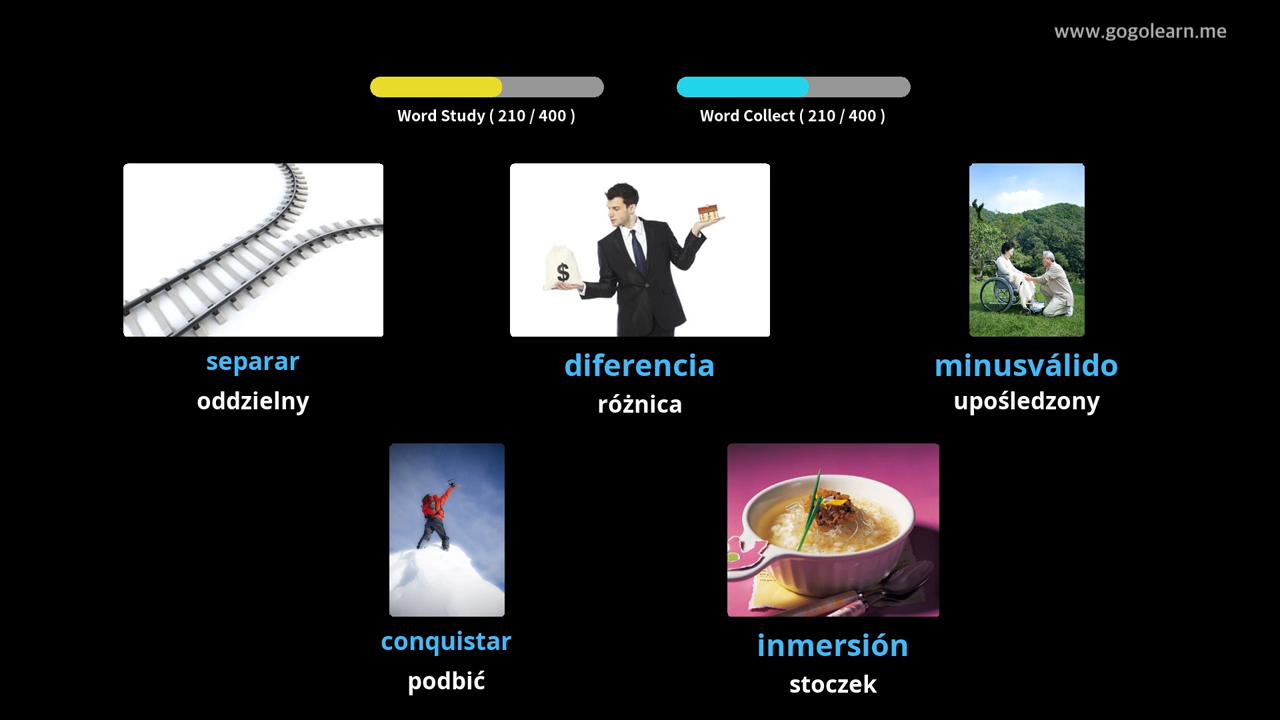 www.gogolearn.me
Word Study ( 210 / 400 )
Word Collect ( 210 / 400 )
separar
diferencia
minusválido
oddzielny
różnica
upośledzony
conquistar
inmersión
podbić
stoczek